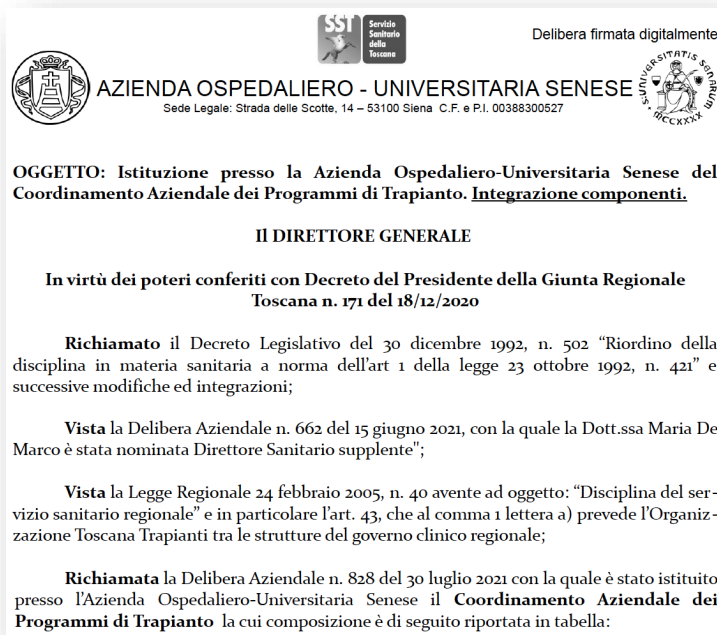 SST
Servizio
Sanitario
della
Toscana
Delibera firmata digitalmente
AZIENDA OSPEDALIERO - UNIVERSITARIA SENESE
Sede Legale: Strada delle Scotte, 14 – 53100 Siena C.F. e P.I. 00388300527
OGGETTO: Istituzione presso la Azienda Ospedaliero-Universitaria Senese del
Coordinamento Aziendale dei Programmi di Trapianto. Integrazione componenti.
Il DIRETTORE GENERALE
In virtù dei poteri conferiti con Decreto del Presidente della Giunta Regionale
Toscana n. 171 del 18/12/2020
Richiamato il Decreto Legislativo del 30 dicembre 1992, n. 502 “Riordino della
disciplina in materia sanitaria a norma dell’art 1 della legge 23 ottobre 1992, n. 421” e
successive modifiche ed integrazioni;
Vista la Delibera Aziendale n. 662 del 15 giugno 2021, con la quale la Dott.ssa Maria De
Marco è stata nominata Direttore Sanitario supplente";
Vista la Legge Regionale 24 febbraio 2005, n. 40 avente ad oggetto: “Disciplina del ser-
vizio sanitario regionale” e in particolare l’art. 43, che al comma 1 lettera a) prevede l’Organiz-
zazione Toscana Trapianti tra le strutture del governo clinico regionale;
Richiamata la Delibera Aziendale n. 828 del 30 luglio 2021 con la quale è stato istituito
presso l’Azienda Ospedaliero-Universitaria Senese il Coordinamento Aziendale dei
Programmi di Trapianto la cui composizione è di seguito riportata in tabella: